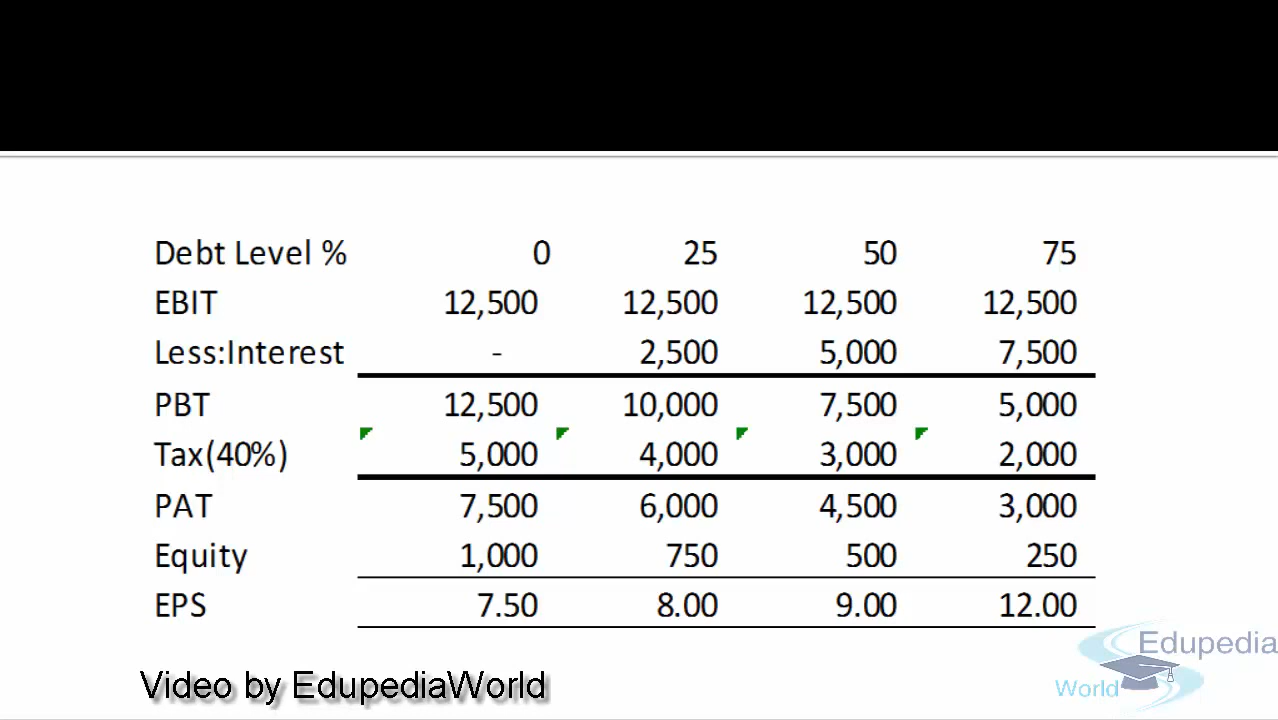 Debt Level % 0 25 50 75
EBIT 12,500 12,500 12,500 12,500
Less:Interest - 2,500 5,000 7,500
PBT 12,500 10,000 7,500 5,000
Tax(40%) 5,000 4,000 3,000 2,000
PAT 7,500 6,000 4,500 3,000
Equity 1,000 750 500 250
EPS 7.50 8.00 9.00 12.00
Edupedia
World
Video by EdupediaWorld